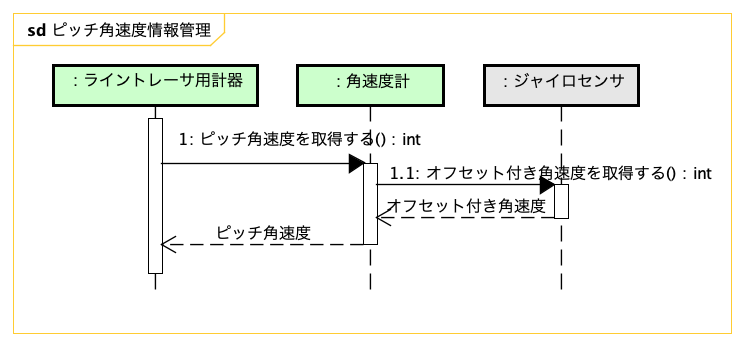 sd ピッチ角速度情報管理
: ライントレーサ用計器
: 角速度計
: ジャイロセンサ
1: ピッチ角速度を取得する() : int
1.1: オフセット付き角速度を取得する() : int
オフセット付き角速度
ピッチ角速度